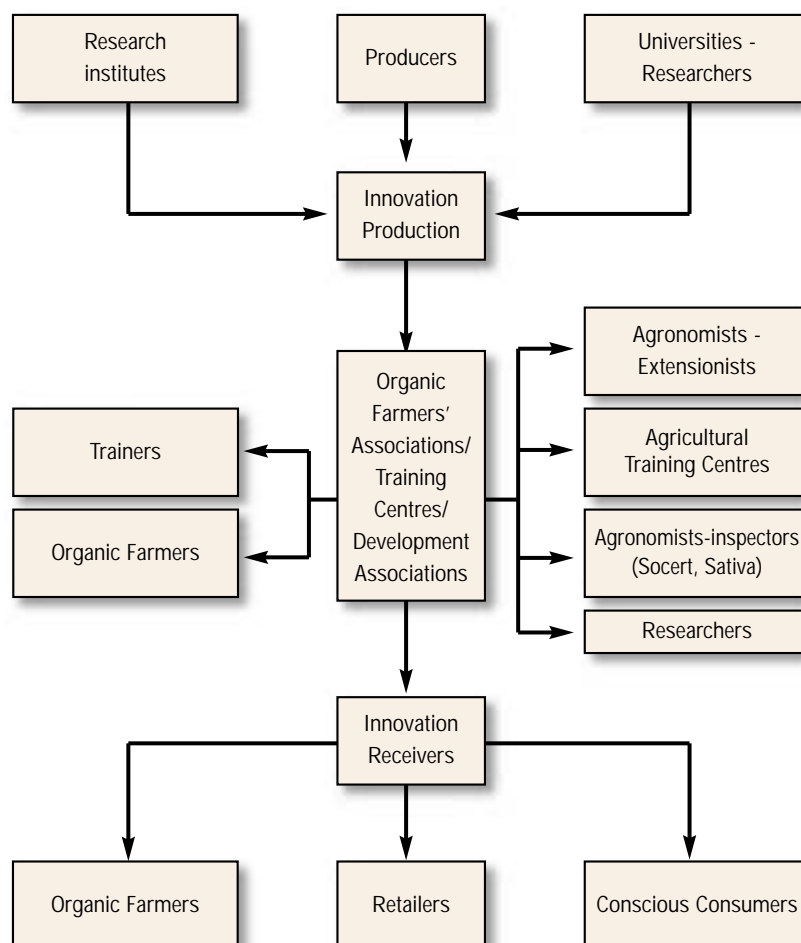 Research
institutes
Producers
Universities -
Researchers
Innovation
Production
Organic
Farmers'
Associations/
Training
Centres/
Development
Associations
Agronomists -
Extensionists
Trainers
Agricultural
Training Centres
Organic Farmers
Agronomists-inspectors
(Socert, Sativa)
Researchers
Innovation
Receivers
Organic Farmers
Retailers
Conscious Consumers